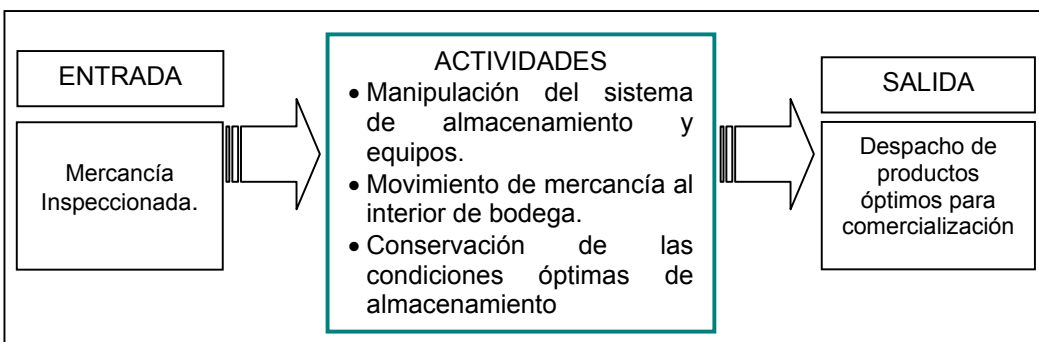 ENTRADA
Mercancía
Inspeccionada.
ACTIVIDADES
• Manipulación del sistema
de almacenamiento y
equipos.
• Movimiento de mercancía al
interior de bodega.
• Conservación de las
condiciones óptimas de
almacenamiento
SALIDA
Despacho de
productos
óptimos para
comercialización